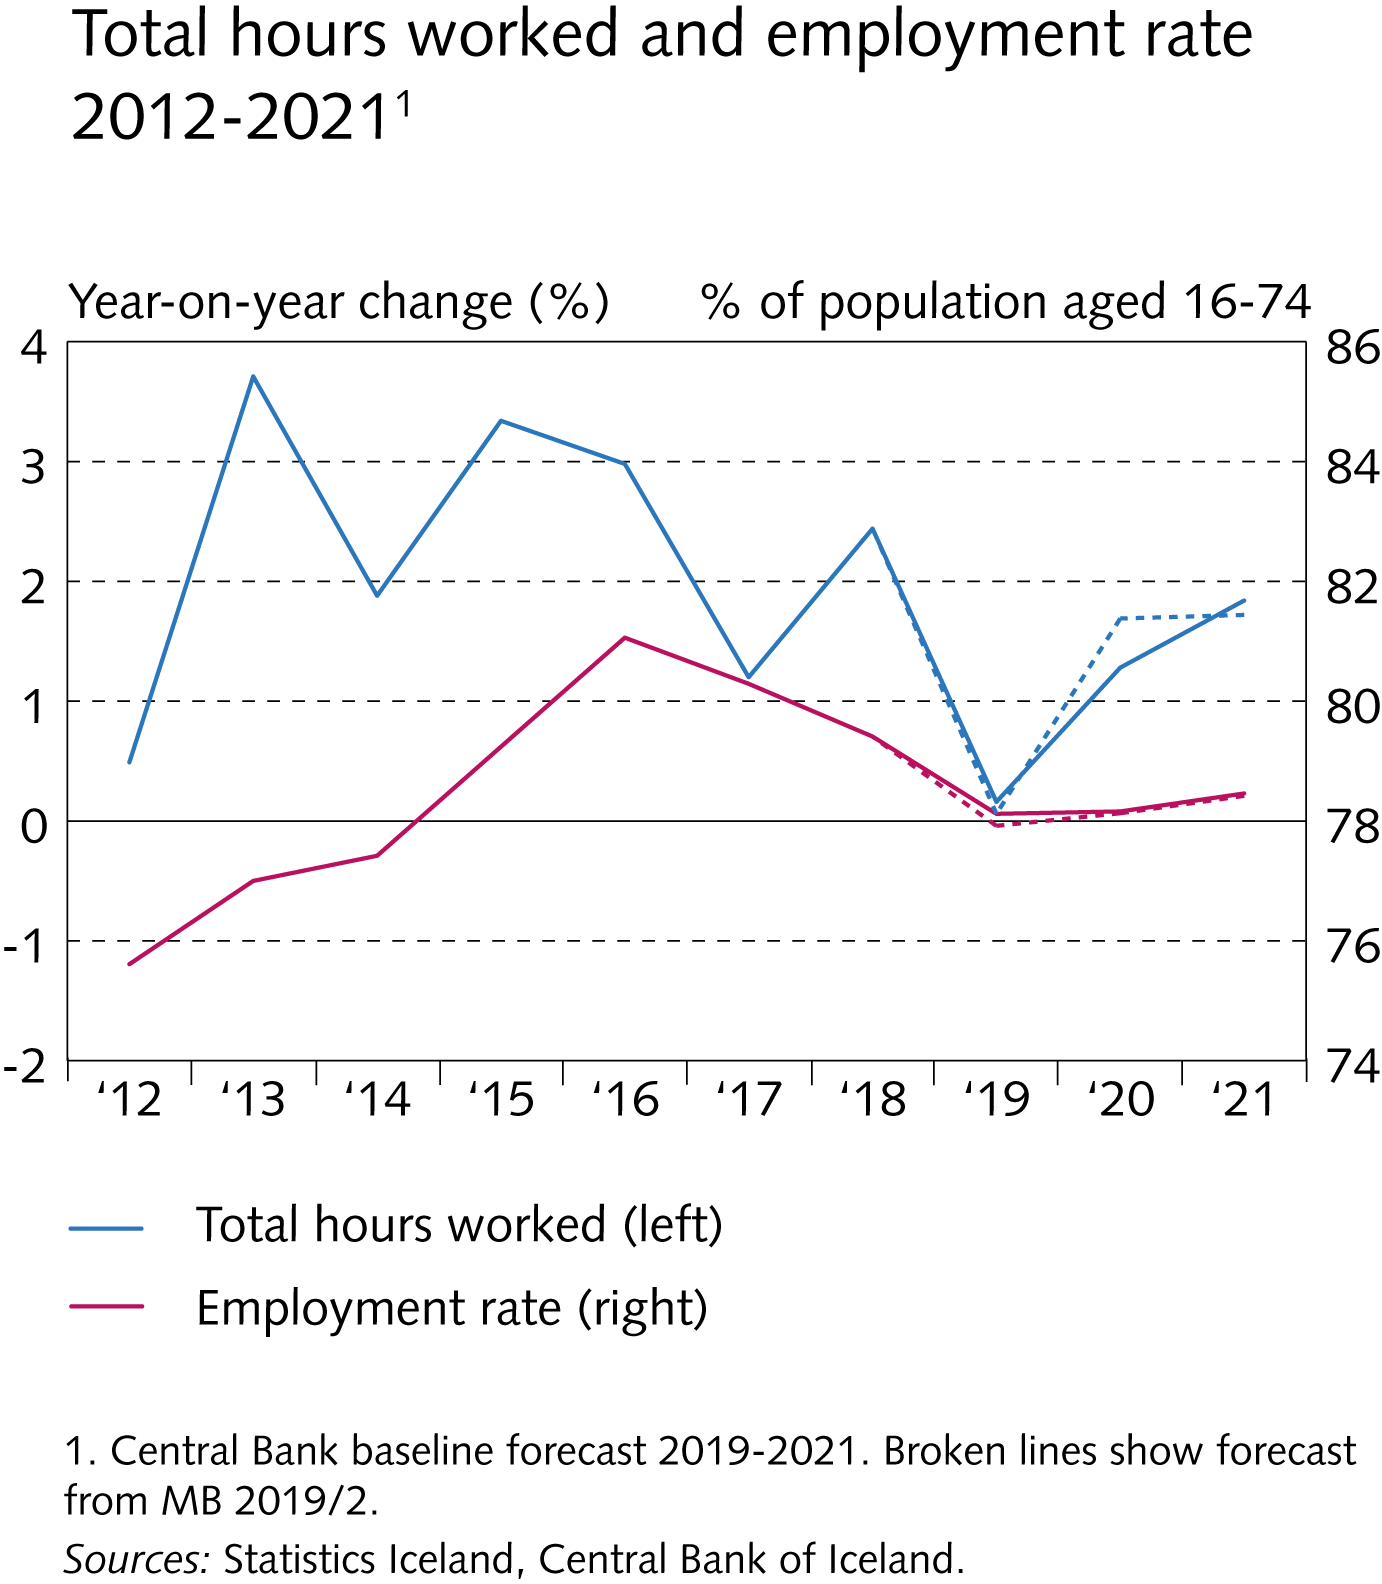 Total hours worked and employment rate
2012-2021¹
Year-on-year change (%) % of population aged 16-74
4 86
3 84
2 82
1 80
0 78
-1 76
-2 74
‘12 ‘13 ‘14 ‘15 ‘16 ‘17 ‘18 ‘19 ‘20 ‘21
Total hours worked (left)
Employment rate (right)
1. Central Bank baseline forecast 2019-2021. Broken lines show forecast
from MB 2019/2.
Sources: Statistics Iceland, Central Bank of Iceland.